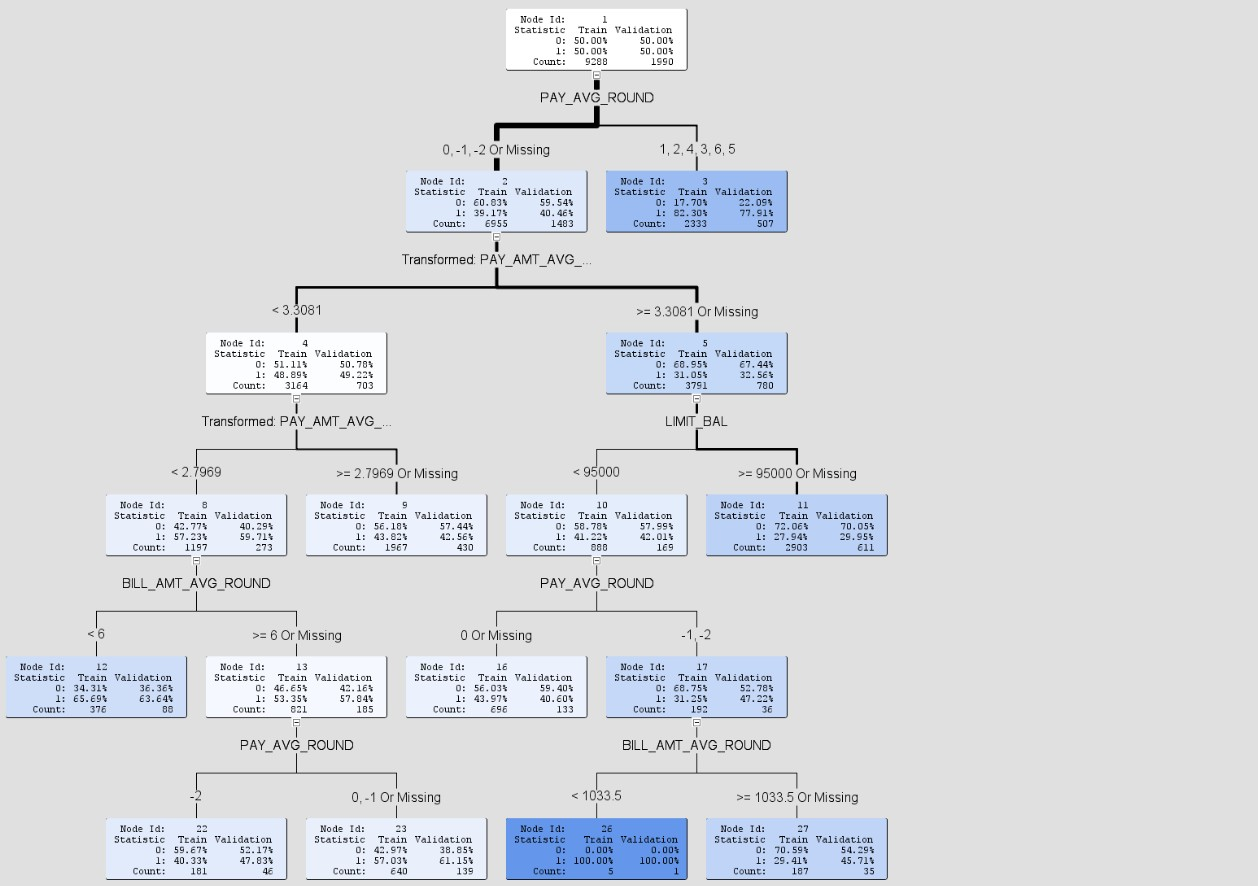 Node Id: 1
Statistic Train Validation
0: 50.00% 50.00%
1: 50.00% 50.00%
Count: 9288 1990
PAY_AVG_ROUND
0, -1, -2 Or Missing
1, 2, 4, 3, 6, 5
Node Id: 2
Statistic Train Validation
0: 60.83% 59.54%
1: 39.17% 40.46%
Count: 6955 1483
Node Id: 3
Statistic Train Validation
0: 17.70% 22.09%
1: 82.30% 77.91%
Count: 2333 507
Transformed: PAY_AMT_AVG_...
< 3.3081
>= 3.3081 Or Missing
Node Id: 4
Statistic Train Validation
0: 51.11% 50.78%
1: 48.89% 49.22%
Count: 3164 703
Node Id: 5
Statistic Train Validation
0: 68.95% 67.44%
1: 31.05% 32.56%
Count: 3791 780
Transformed: PAY_AMT_AVG_...
LIMIT_BAL
< 2.7969
>= 2.7969 Or Missing
< 95000
>= 95000 Or Missing
Node Id: 8
Statistic Train Validation
0: 42.77% 40.29%
1: 57.23% 59.71%
Count: 1197 273
Node Id: 9
Statistic Train Validation
0: 56.18% 57.44%
1: 43.82% 42.56%
Count: 1967 430
Node Id: 10
Statistic Train Validation
0: 58.78% 57.99%
1: 41.22% 42.01%
Count: 888 169
Node Id: 11
Statistic Train Validation
0: 72.06% 70.05%
1: 27.94% 29.95%
Count: 2903 611
BILL_AMT_AVG_ROUND
PAY_AVG_ROUND
< 6
>= 6 Or Missing
0 Or Missing
-1, -2
Node Id: 12
Statistic Train Validation
0: 34.31% 36.36%
1: 65.69% 63.64%
Count: 376 88
Node Id: 13
Statistic Train Validation
0: 46.65% 42.16%
1: 53.35% 57.84%
Count: 821 185
Node Id: 16
Statistic Train Validation
0: 56.03% 59.40%
1: 43.97% 40.60%
Count: 696 133
Node Id: 17
Statistic Train Validation
0: 68.75% 52.78%
1: 31.25% 47.22%
Count: 192 36
PAY_AVG_ROUND
BILL_AMT_AVG_ROUND
-2
0, -1 Or Missing
< 1033.5
>= 1033.5 Or Missing
Node Id: 22
Statistic Train Validation
0: 59.67% 52.17%
1: 40.33% 47.83%
Count: 181 46
Node Id: 23
Statistic Train Validation
0: 42.97% 38.85%
1: 57.03% 61.15%
Count: 640 139
Node Id: 26
Statistic Train Validation
0: 0.00% 0.00%
1: 100.00% 100.00%
Count: 5 1
Node Id: 27
Statistic Train Validation
0: 70.59% 54.29%
1: 29.41% 45.71%
Count: 187 35